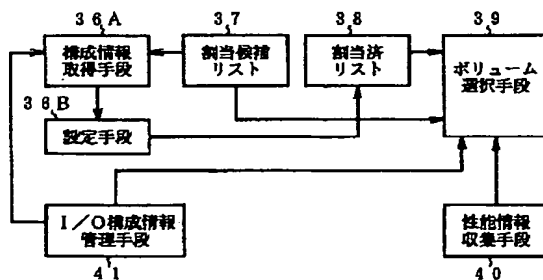 ３６Ａ
３７
３８
３９
構成情報
取得手段
割当候補
リスト
割当済
リスト
ボリューム
選択手段
３６Ｂ
設定手段
Ｉ／Ｏ構成情報
管理手段
性能情報
収集手段
４１
４０